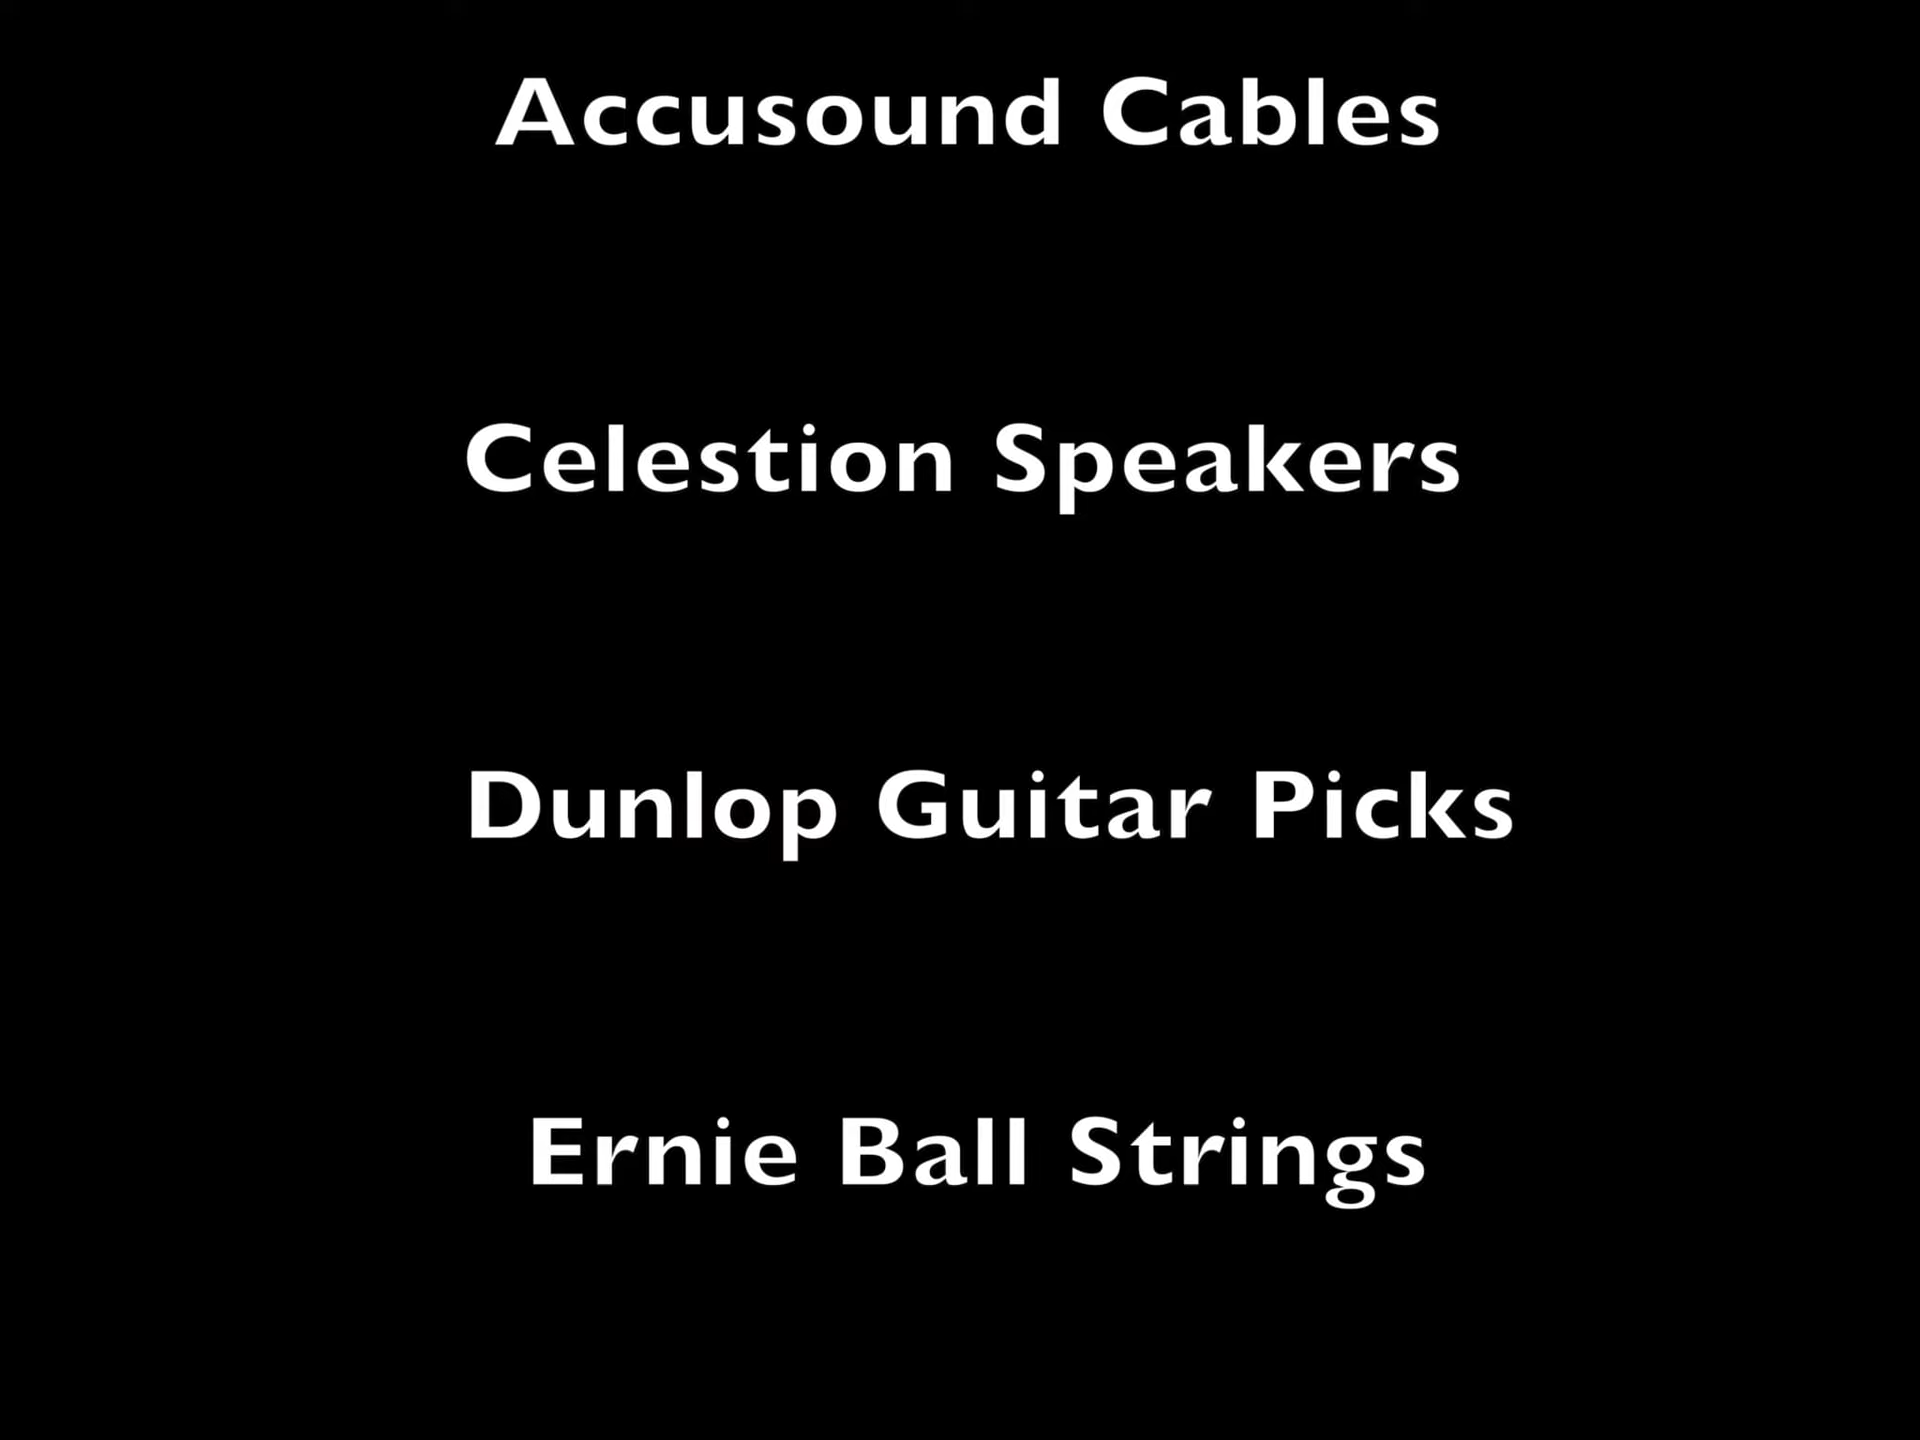 Accusound Cables
Celestion Speakers
Dunlop Guitar Picks
Ernie Ball Strings